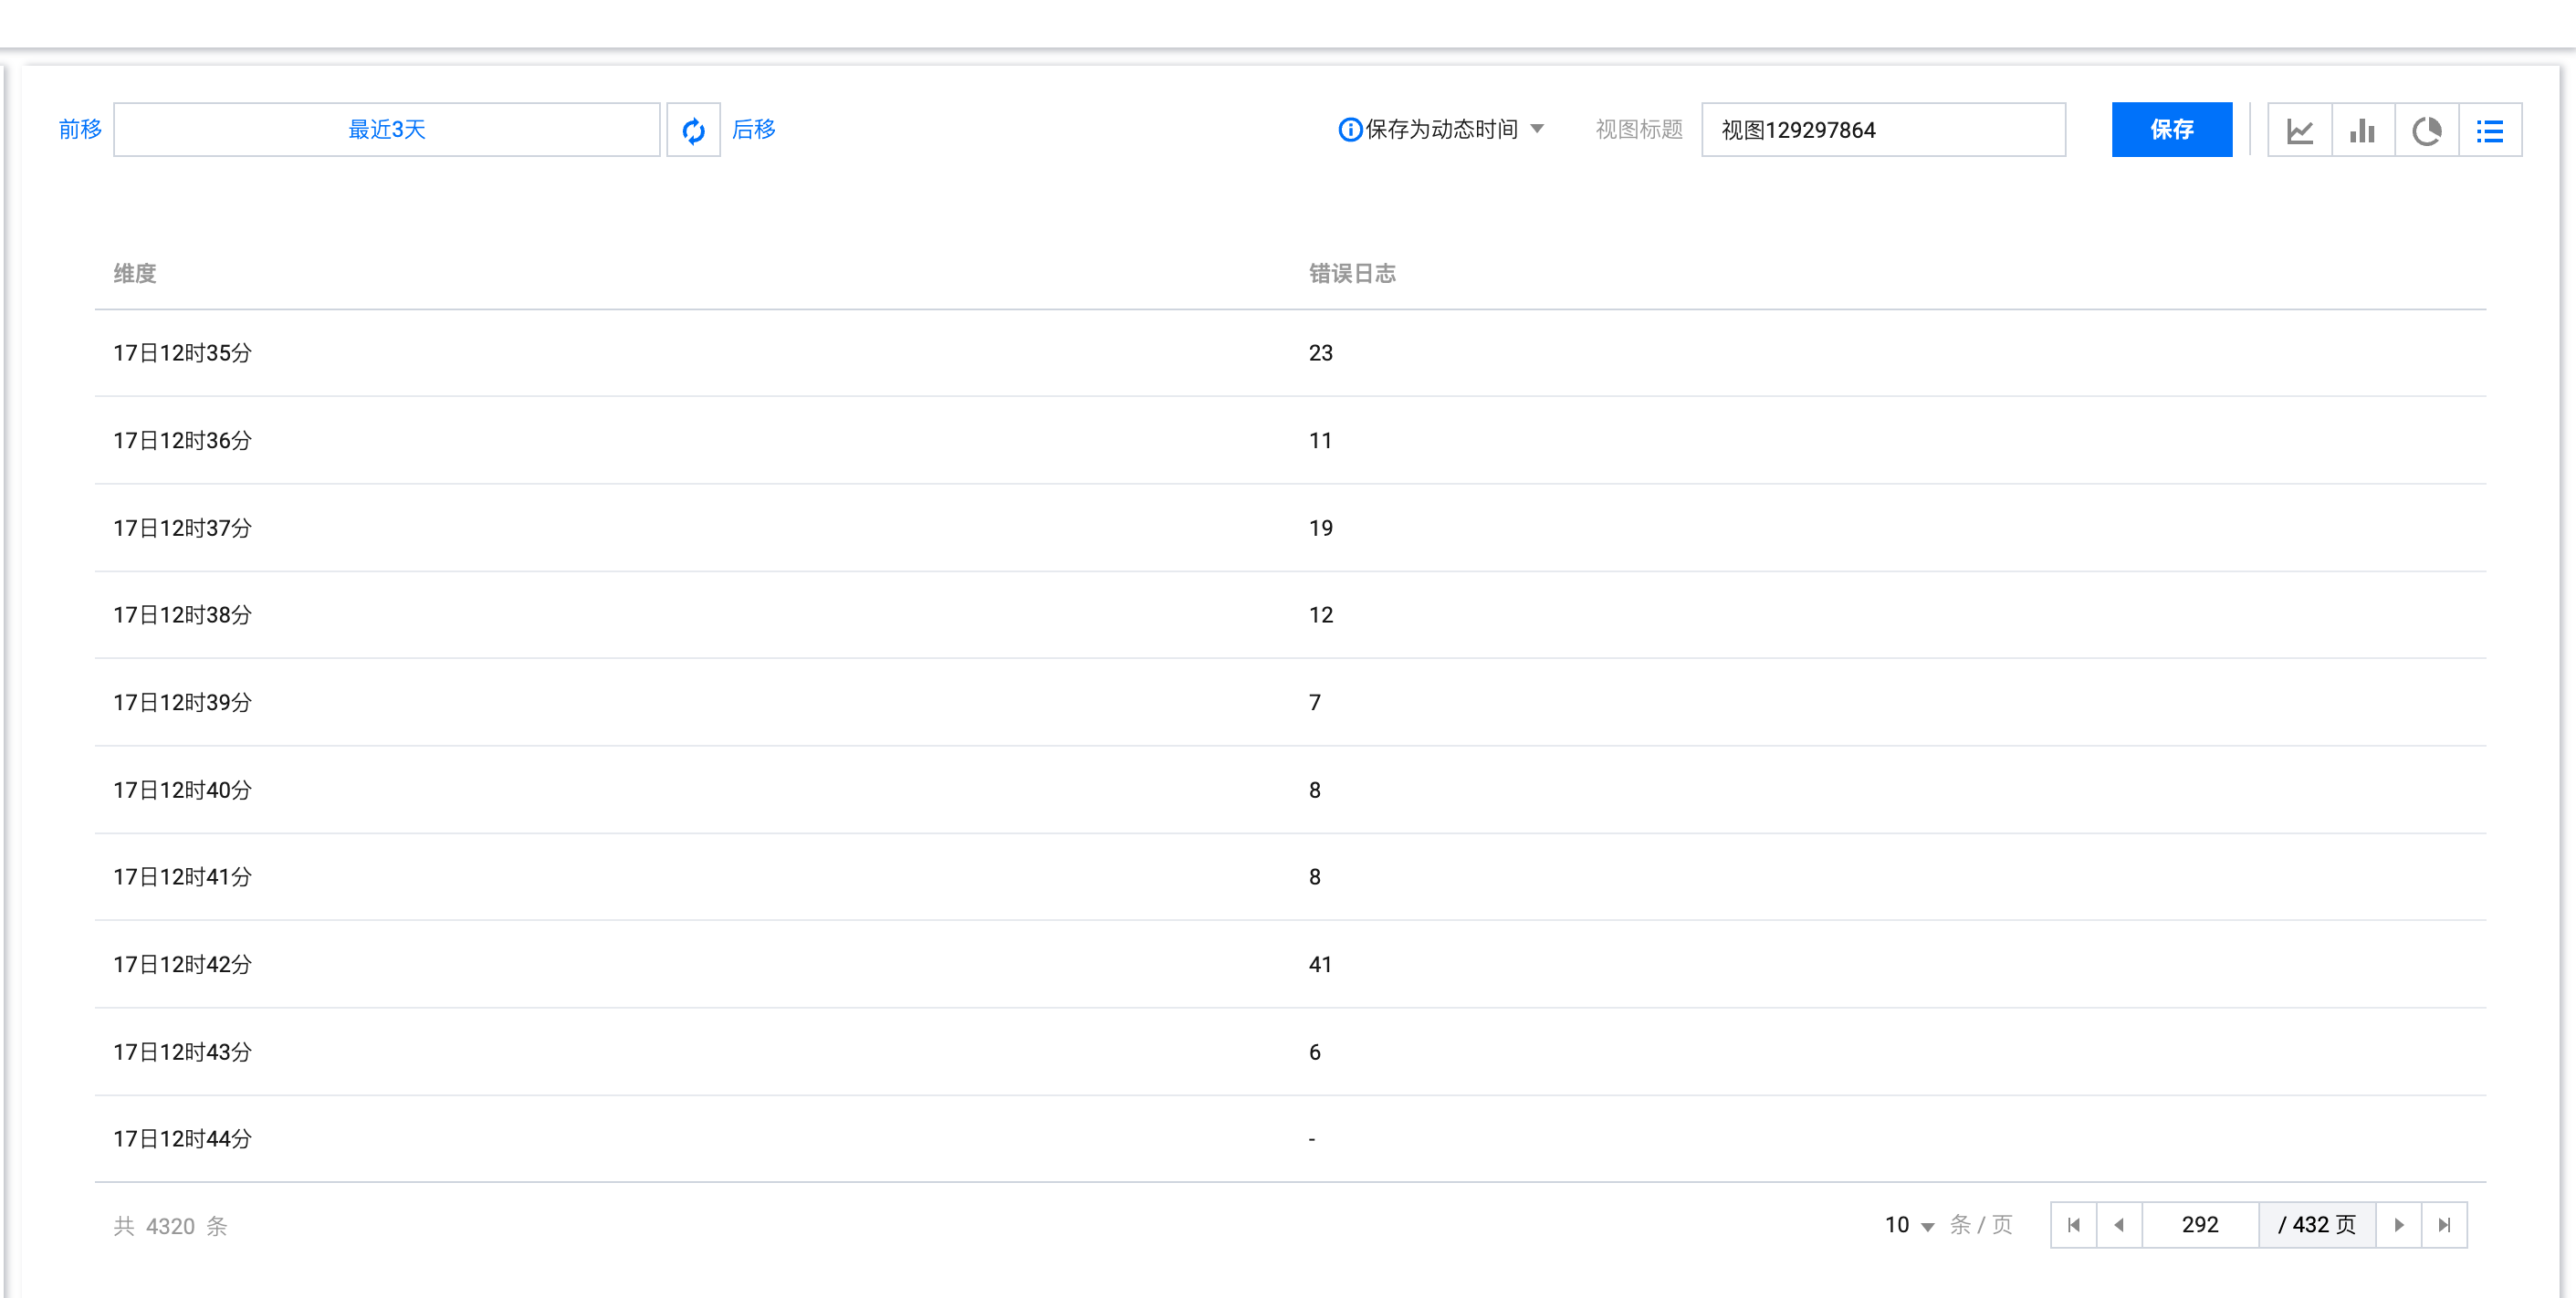 前移 最近3天 后移 保存为动态时间 视图标题 视图129297864 保存
维度 错误日志
17日12时35分 23
17日12时36分 11
17日12时37分 19
17日12时38分 12
17日12时39分 7
17日12时40分 8
17日12时41分 8
17日12时42分 41
17日12时43分 6
17日12时44分 -
共 4320 条 10 条 / 页 292 / 432 页